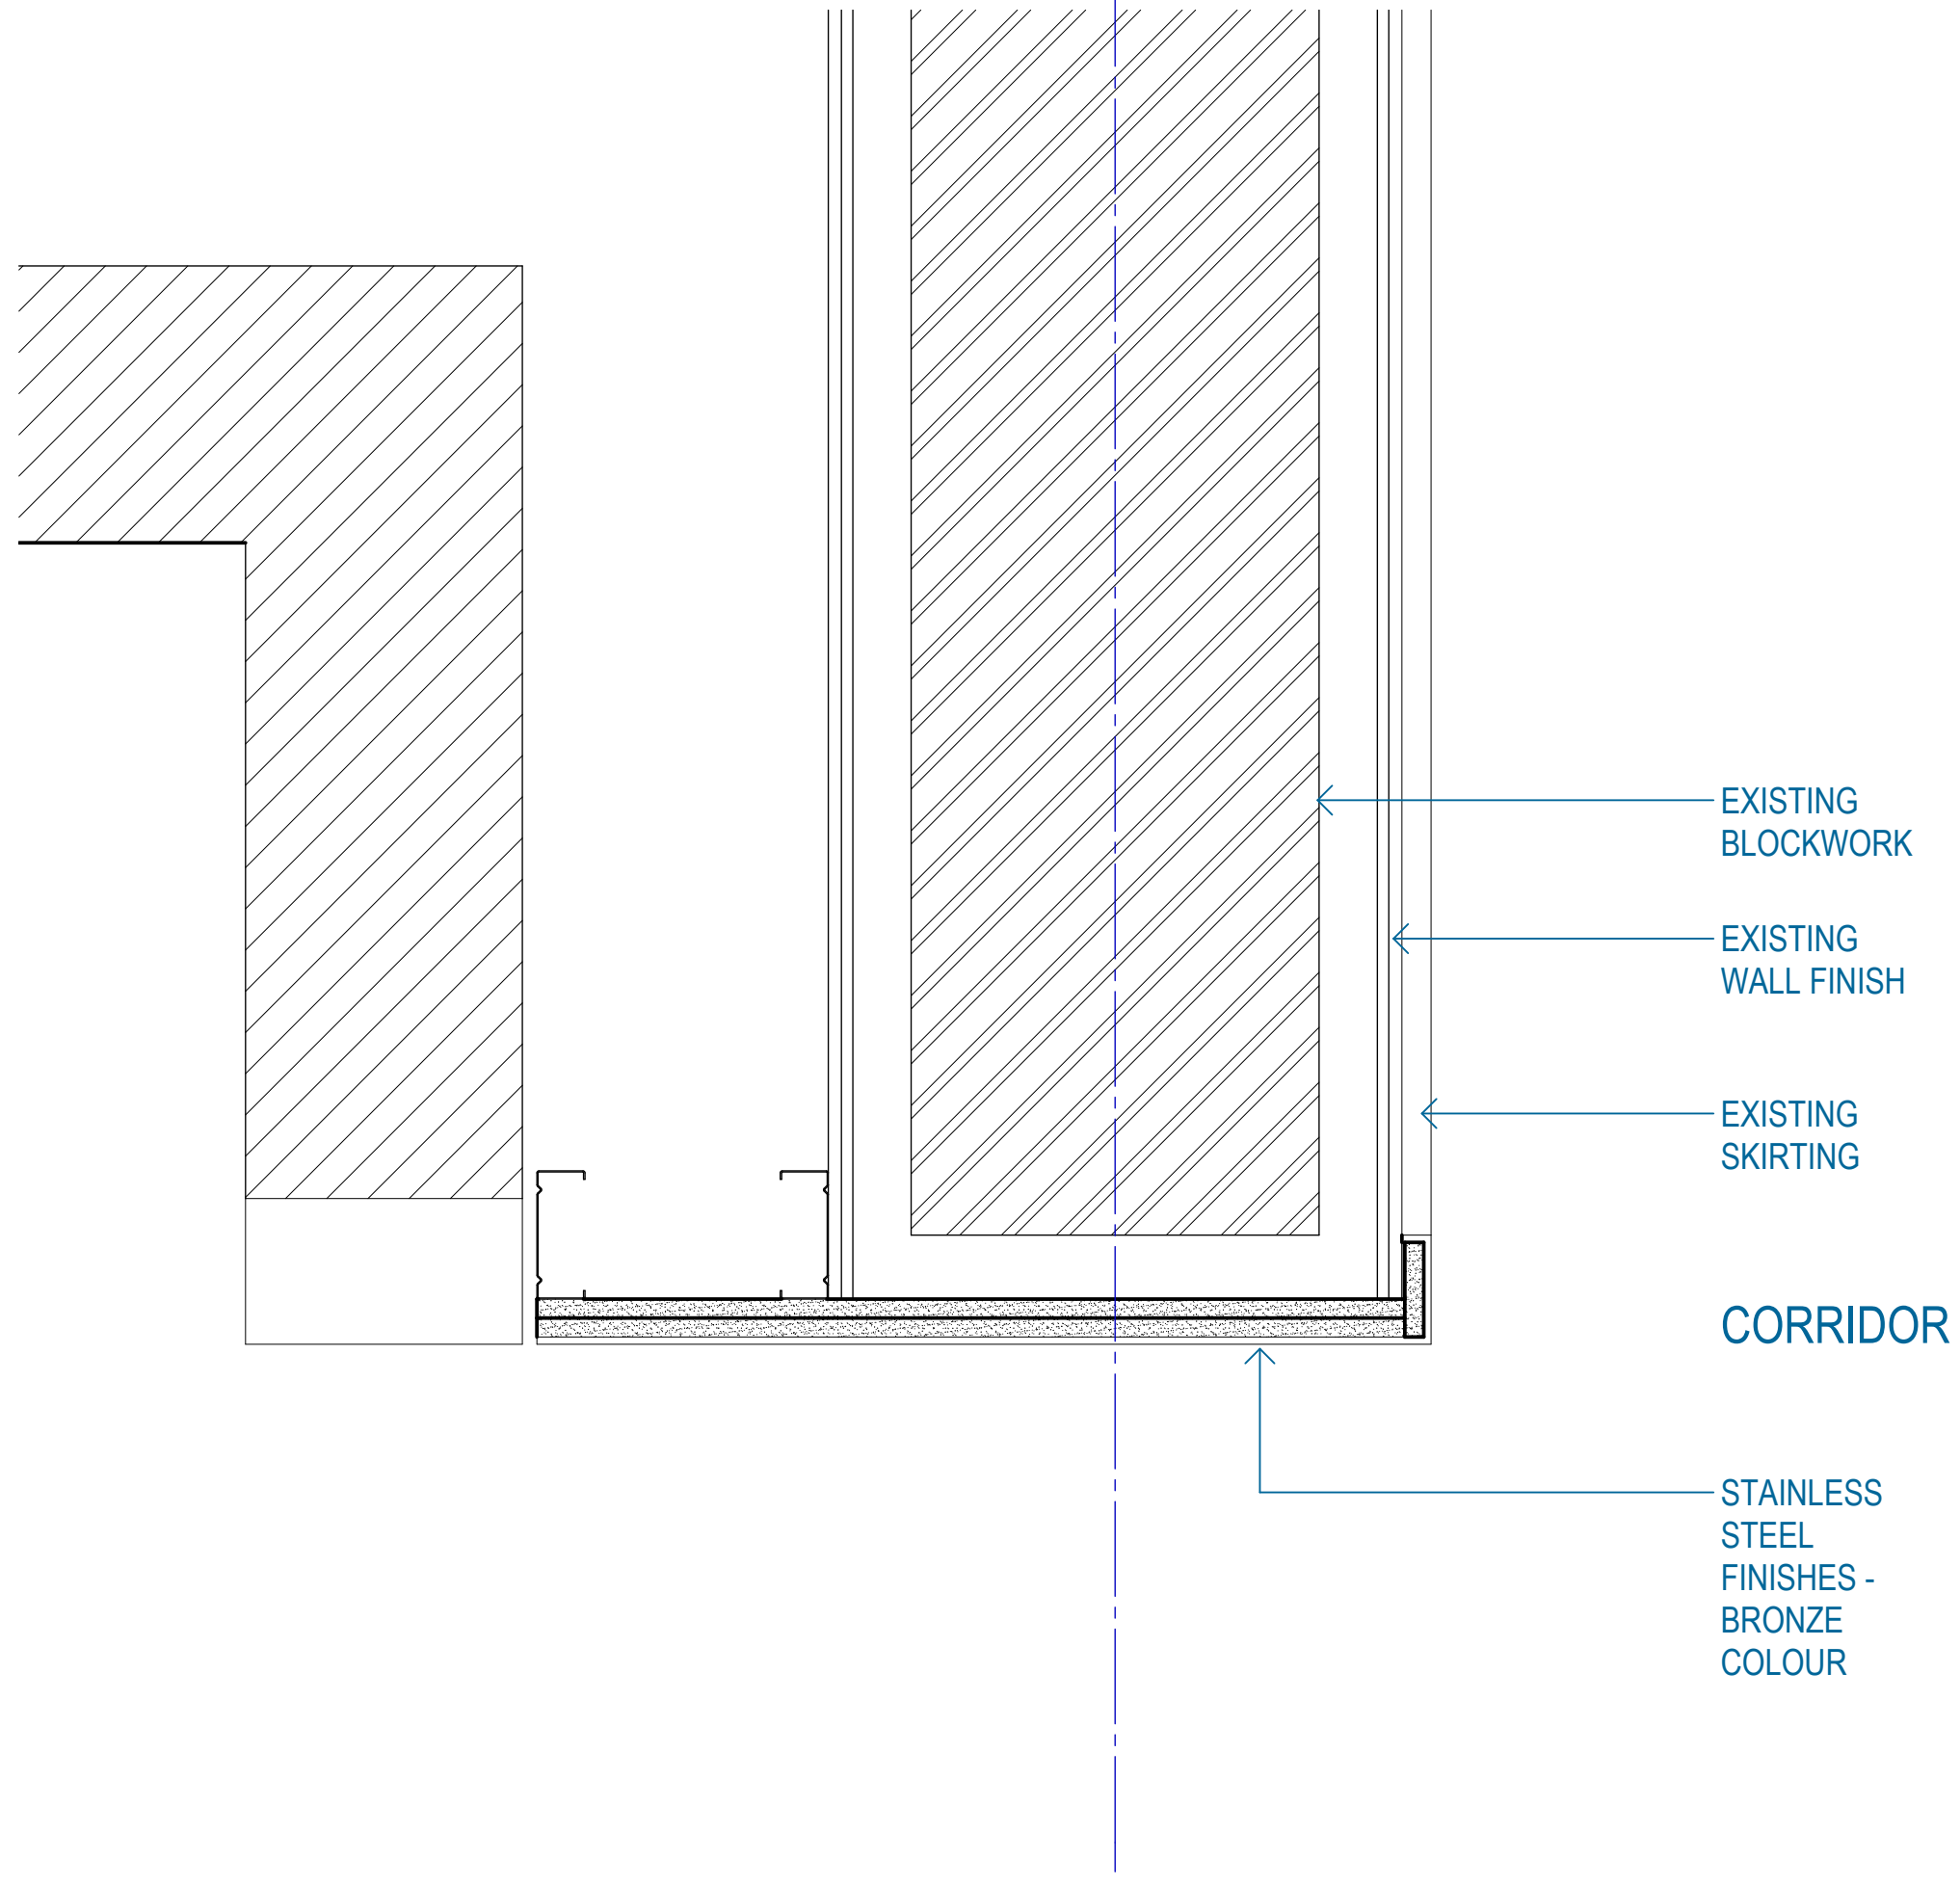 EXISTING
BLOCKWORK
EXISTING
WALL FINISH
EXISTING
SKIRTING
CORRIDOR
STAINLESS
STEEL
FINISHES -
BRONZE
COLOUR